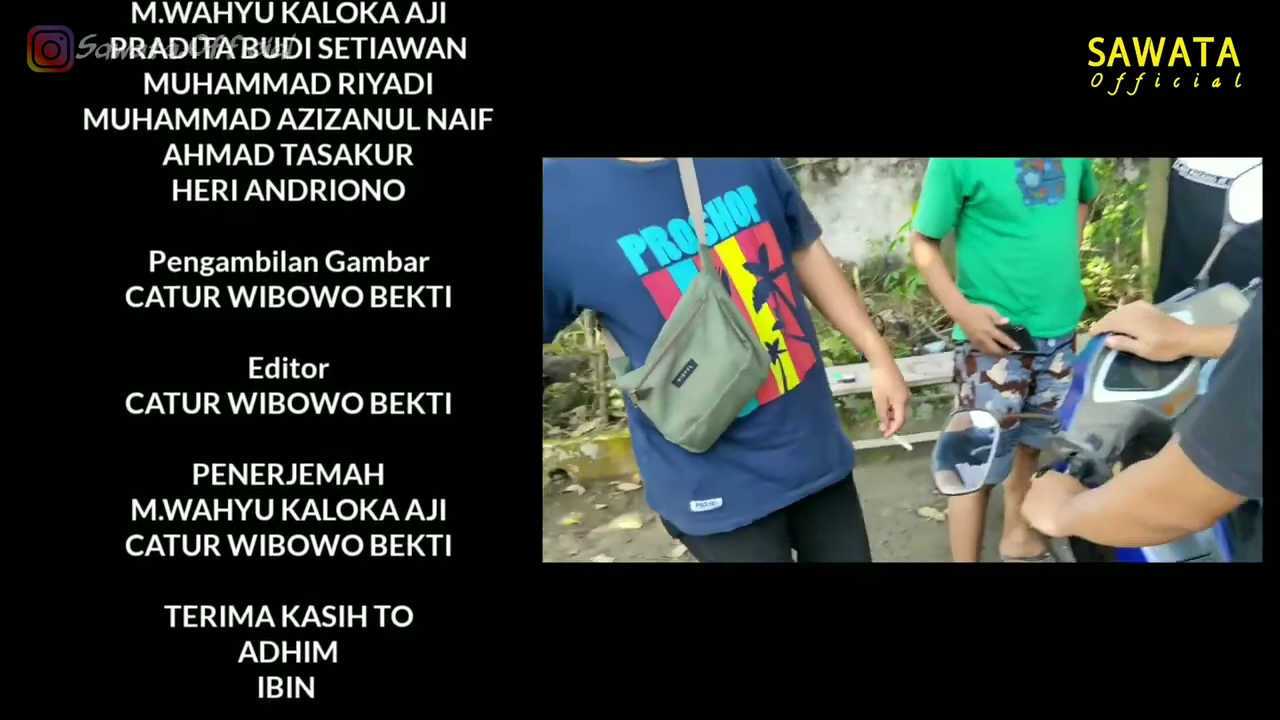 M.WAHYU KALOKA AJI
Sawata Official
PRADITA BUDI SETIAWAN
MUHAMMAD RIYADI
MUHAMMAD AZIZANUL NAIF
AHMAD TASAKUR
HERI ANDRIONO
Pengambilan Gambar
CATUR WIBOWO BEKTI
Editor
CATUR WIBOWO BEKTI
PENERJEMAH
M.WAHYU KALOKA AJI
CATUR WIBOWO BEKTI
TERIMA KASIH TO
ADHIM
IBIN
SAWATA
Official
PROSHOP